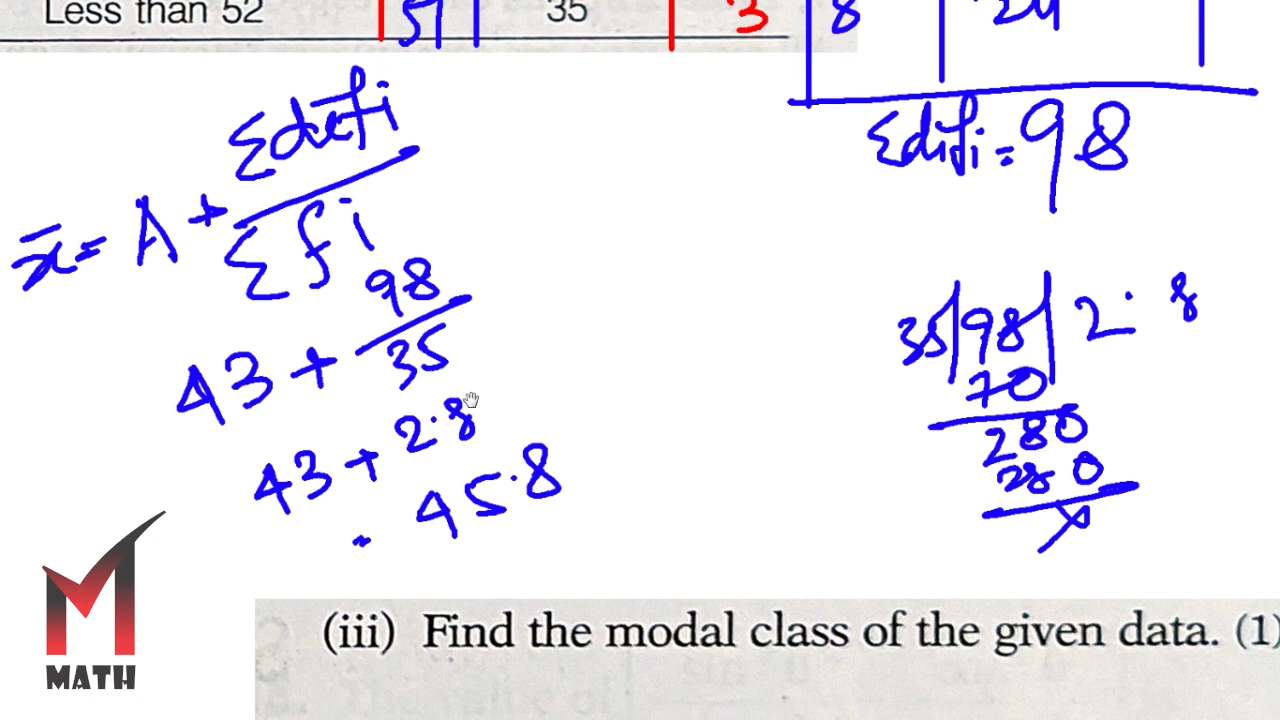 Less than 52 51 35 3 8 24
Σdifi = 98
x̄ = A + Σdifi / Σfi
43 + 98/35
43 + 2.8
= 45.8
35 | 98 | 2.8
70
280
280
x
MATH
(iii) Find the modal class of the given data. (1)